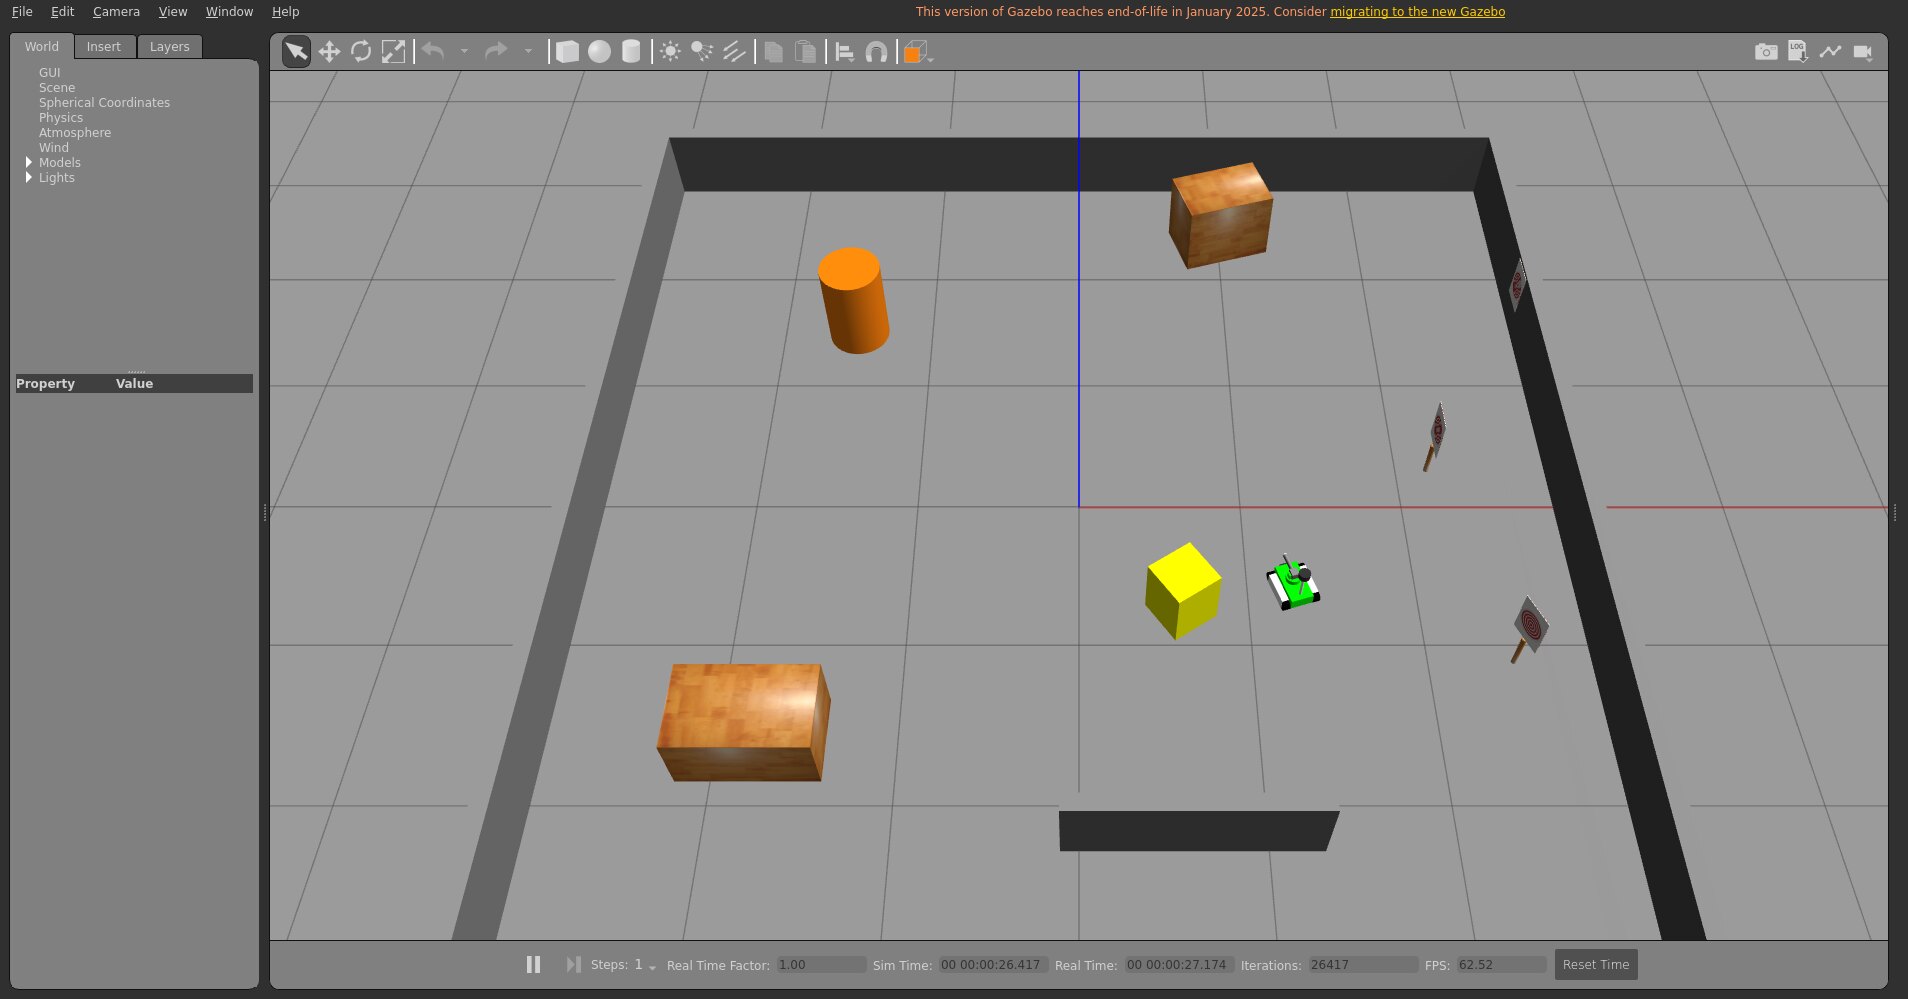 File Edit Camera View Window Help
This version of Gazebo reaches end-of-life in January 2025. Consider migrating to the new Gazebo
World Insert Layers
LOG
GUI
Scene
Spherical Coordinates
Physics
Atmosphere
Wind
Models
Lights
Property Value
Steps: 1 Real Time Factor: 1.00 Sim Time: 00 00:00:26.417 Real Time: 00 00:00:27.174 Iterations: 26417 FPS: 62.52 Reset Time